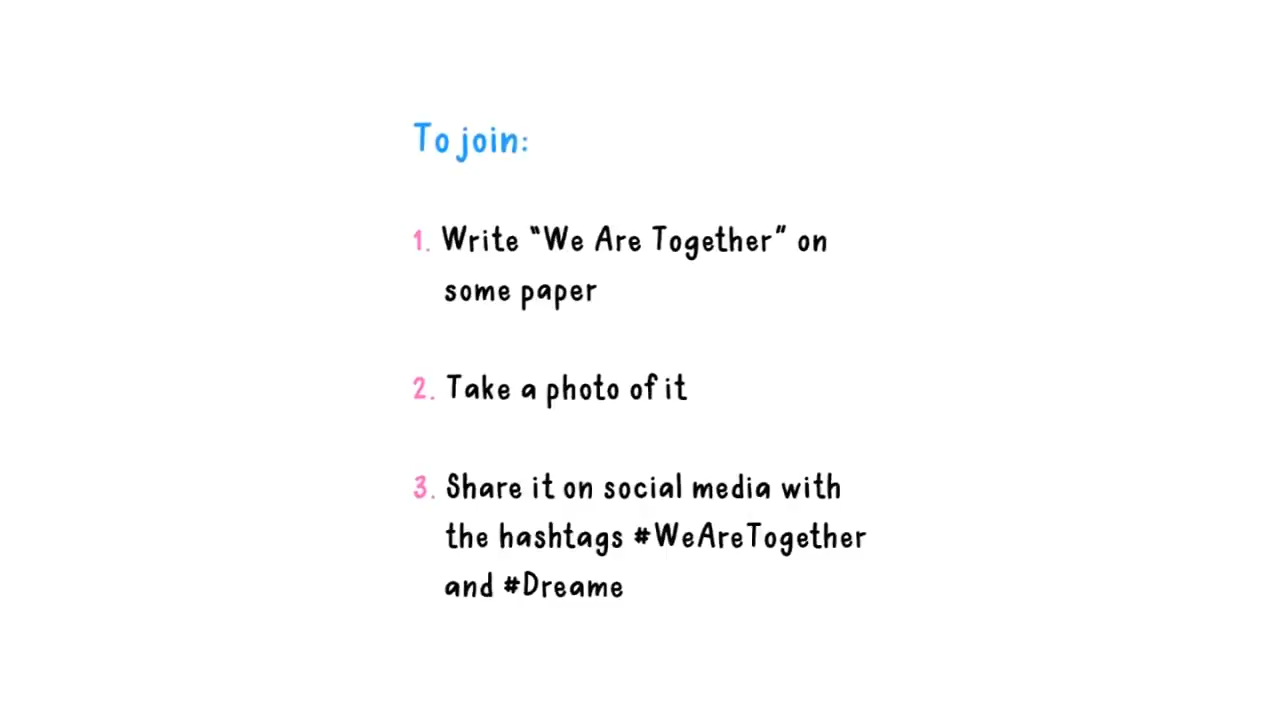 To join:
1. Write “We Are Together” on
some paper
2. Take a photo of it
3. Share it on social media with
the hashtags #WeAreTogether
and #Dreame